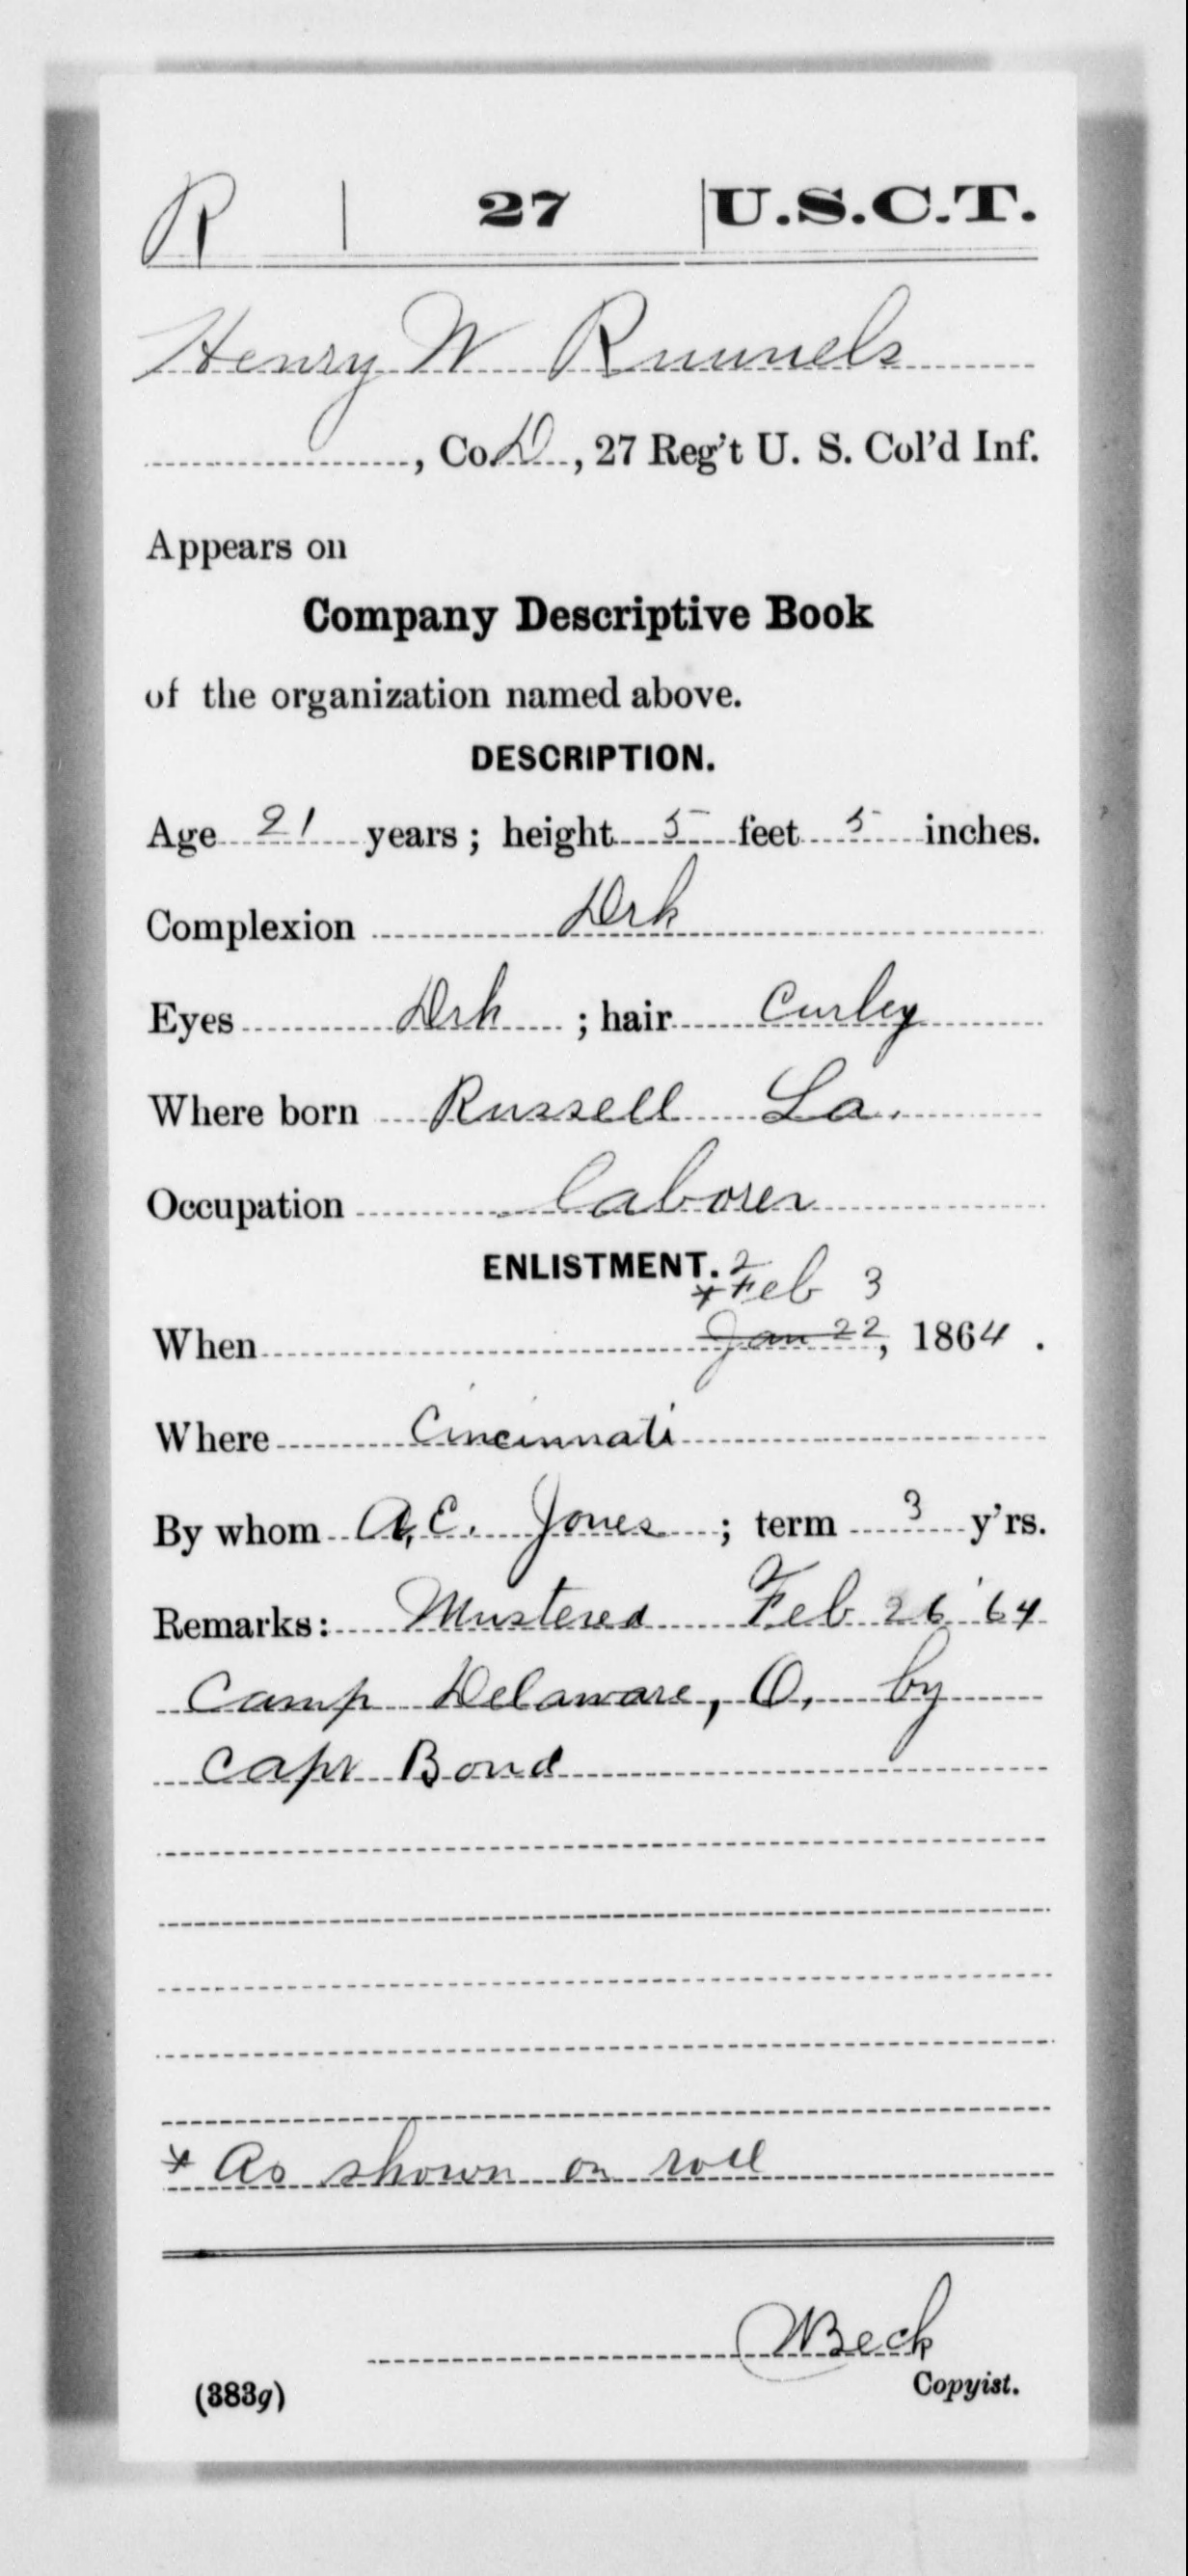 R | 27 | U.S.C.T.
Henry W Runnels
, Co. D, 27 Reg't U. S. Col'd Inf.
Appears on
Company Descriptive Book
of the organization named above.
DESCRIPTION.
Age 21 years; height 5 feet 5 inches.
Complexion Drk
Eyes Drk ; hair Curley
Where born Russell La.
Occupation laborer
ENLISTMENT.
* Feb 3
When Jan 22, 1864.
Where Cincinnati
By whom A.E. Jones ; term 3 y'rs.
Remarks: Mustered Feb 26 '64
Camp Delaware, O, by
Capt Bond
* As shown on roll
Beck
(383g) Copyist.